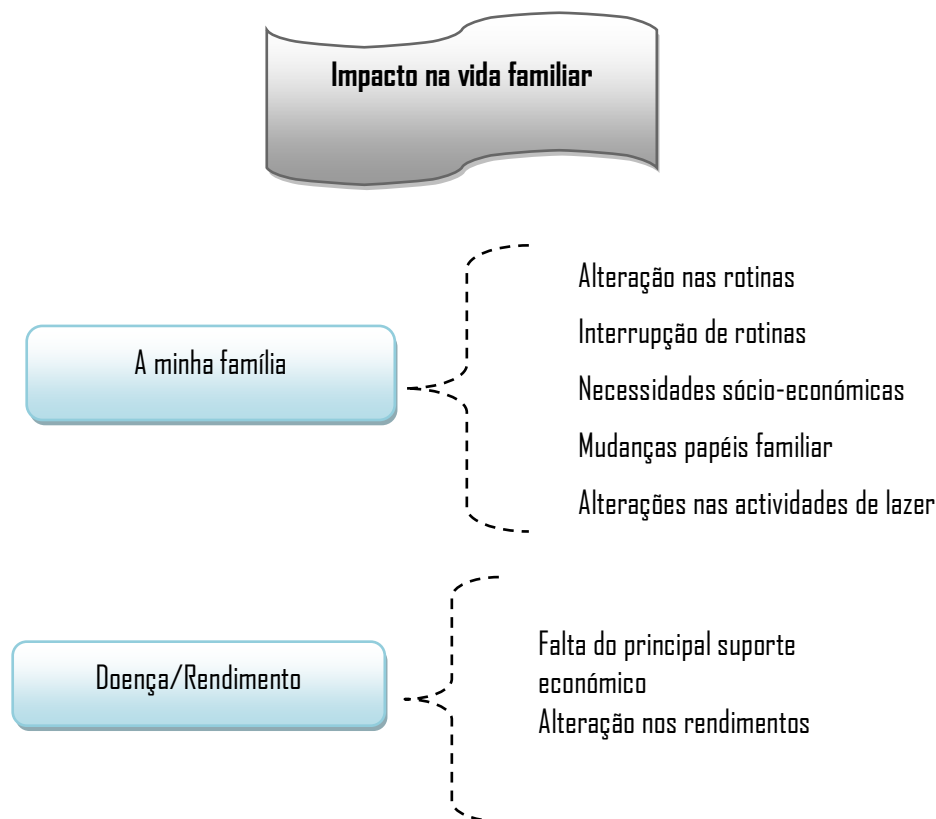 Impacto na vida familiar
A minha família
Alteração nas rotinas
Interrupção de rotinas
Necessidades sócio-económicas
Mudanças papéis familiar
Alterações nas actividades de lazer
Doença/Rendimento
Falta do principal suporte
económico
Alteração nos rendimentos